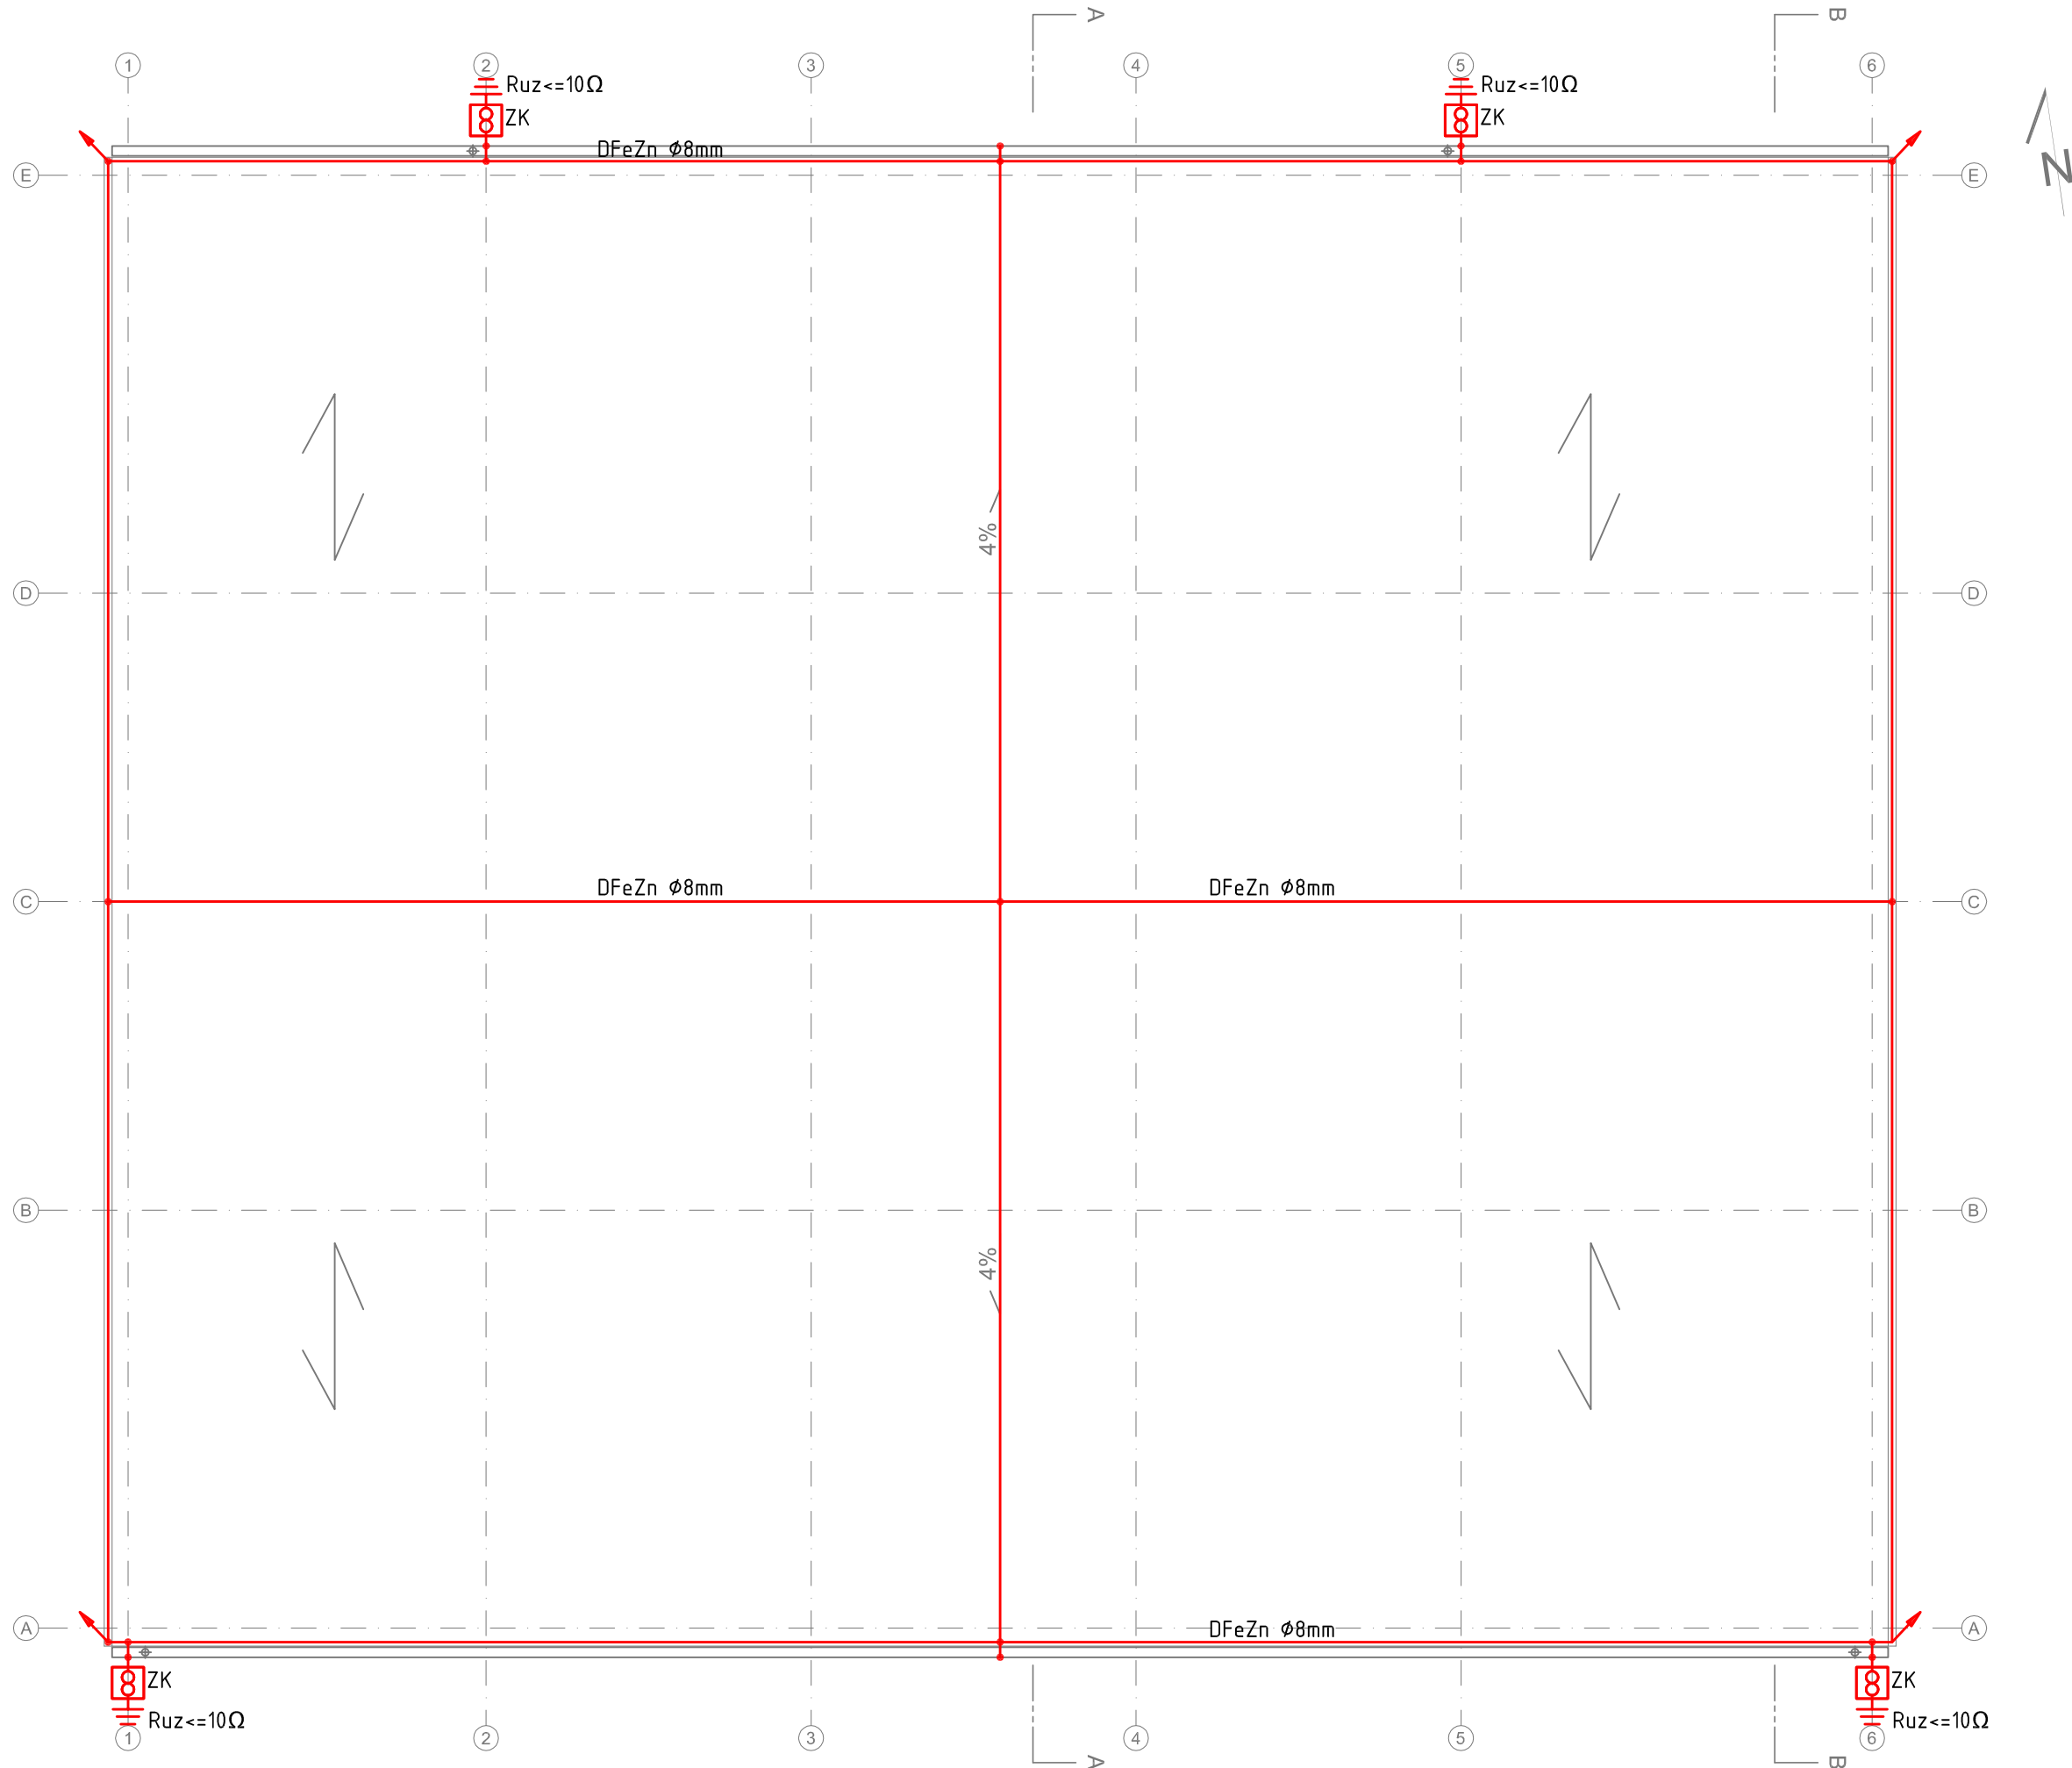 A B
1 2 3 4 5 6
Ruz<=10Ω Ruz<=10Ω
ZK ZK
DFeZn Ø8mm
E E
N
4%
D D
DFeZn Ø8mm DFeZn Ø8mm
C C
B B
4%
A DFeZn Ø8mm A
ZK ZK
Ruz<=10Ω Ruz<=10Ω
1 2 3 4 5 6
A B